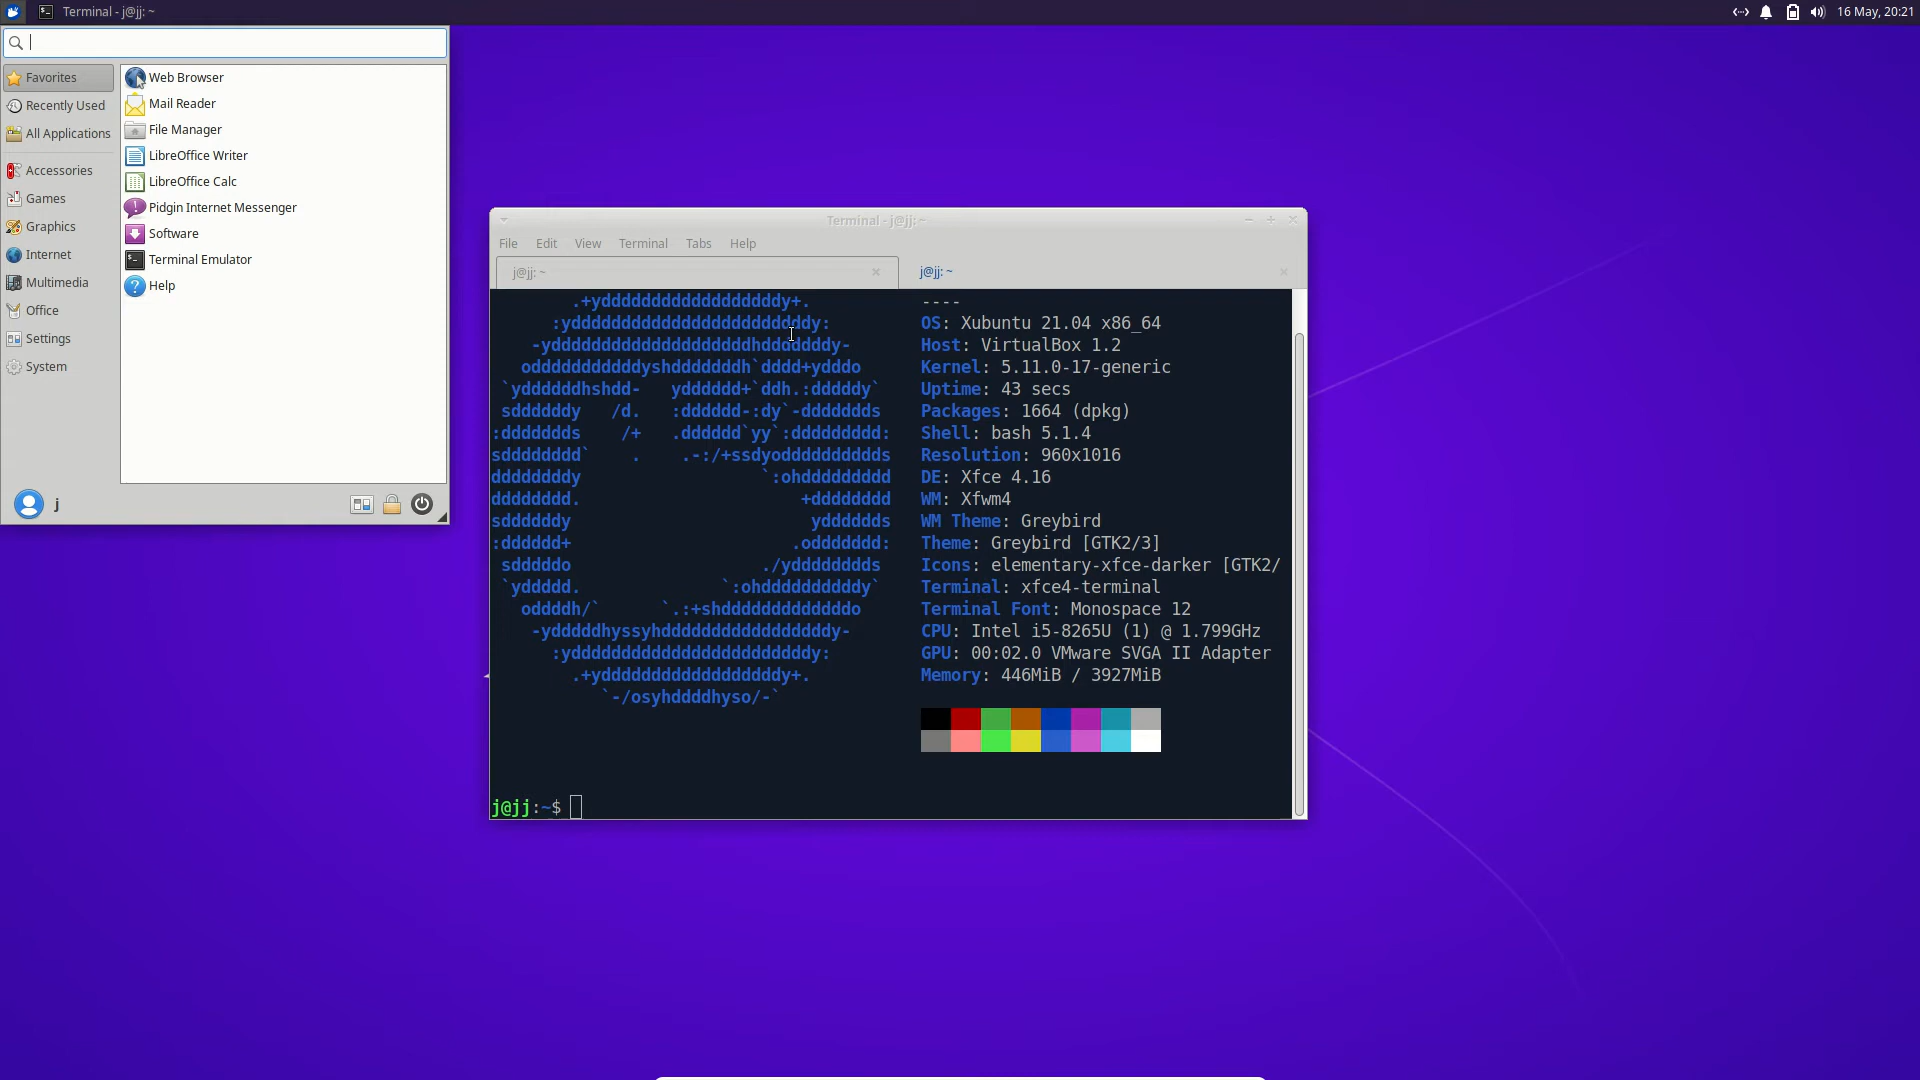 Terminal - j@jj: ~
16 May, 20:21
Favorites
Recently Used
All Applications
Accessories
Games
Graphics
Internet
Multimedia
Office
Settings
System
Web Browser
Mail Reader
File Manager
LibreOffice Writer
LibreOffice Calc
Pidgin Internet Messenger
Software
Terminal Emulator
Help
j
Terminal - j@jj: ~
File Edit View Terminal Tabs Help
j@jj: ~
j@jj: ~
----
OS: Xubuntu 21.04 x86_64
Host: VirtualBox 1.2
Kernel: 5.11.0-17-generic
Uptime: 43 secs
Packages: 1664 (dpkg)
Shell: bash 5.1.4
Resolution: 960x1016
DE: Xfce 4.16
WM: Xfwm4
WM Theme: Greybird
Theme: Greybird [GTK2/3]
Icons: elementary-xfce-darker [GTK2/
Terminal: xfce4-terminal
Terminal Font: Monospace 12
CPU: Intel i5-8265U (1) @ 1.799GHz
GPU: 00:02.0 VMware SVGA II Adapter
Memory: 446MiB / 3927MiB
j@jj:~$